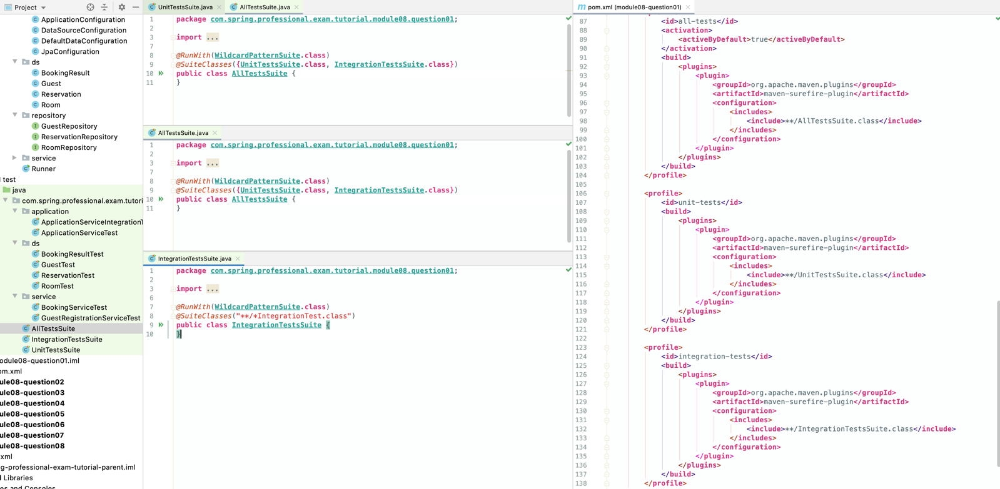 Project
ApplicationConfiguration
DataSourceConfiguration
DefaultDataConfiguration
JpaConfiguration
ds
BookingResult
Guest
Reservation
Room
repository
GuestRepository
ReservationRepository
RoomRepository
service
Runner
test
java
com.spring.professional.exam.tutori
application
ApplicationServiceIntegrationT
ApplicationServiceTest
ds
BookingResultTest
GuestTest
ReservationTest
RoomTest
service
BookingServiceTest
GuestRegistrationServiceTest
AllTestsSuite
IntegrationTestsSuite
UnitTestsSuite
odule08-question01.iml
om.xml
ule08-question02
ule08-question03
ule08-question04
ule08-question05
ule08-question06
ule08-question07
ule08-question08
xml
g-professional-exam-tutorial-parent.iml
l Libraries
es and Consoles
UnitTestsSuite.java AllTestsSuite.java
1 package com.spring.professional.exam.tutorial.module08.question01;
2
3 import ...
7
8 @RunWith(WildcardPatternSuite.class)
9 @SuiteClasses({UnitTestsSuite.class, IntegrationTestsSuite.class})
10 public class AllTestsSuite {
11 }
AllTestsSuite.java
1 package com.spring.professional.exam.tutorial.module08.question01;
2
3 import ...
7
8 @RunWith(WildcardPatternSuite.class)
9 @SuiteClasses({UnitTestsSuite.class, IntegrationTestsSuite.class})
10 public class AllTestsSuite {
11 }
IntegrationTestsSuite.java
1 package com.spring.professional.exam.tutorial.module08.question01;
2
3 import ...
6
7 @RunWith(WildcardPatternSuite.class)
8 @SuiteClasses("**/*IntegrationTest.class")
9 public class IntegrationTestsSuite {
10 }
m pom.xml (module08-question01)
87 <id>all-tests</id>
88 <activation>
89 <activeByDefault>true</activeByDefault>
90 </activation>
91 <build>
92 <plugins>
93 <plugin>
94 <groupId>org.apache.maven.plugins</groupId>
95 <artifactId>maven-surefire-plugin</artifactId>
96 <configuration>
97 <includes>
98 <include>**/AllTestsSuite.class</include>
99 </includes>
100 </configuration>
101 </plugin>
102 </plugins>
103 </build>
104 </profile>
105
106 <profile>
107 <id>unit-tests</id>
108 <build>
109 <plugins>
110 <plugin>
111 <groupId>org.apache.maven.plugins</groupId>
112 <artifactId>maven-surefire-plugin</artifactId>
113 <configuration>
114 <includes>
115 <include>**/UnitTestsSuite.class</include>
116 </includes>
117 </configuration>
118 </plugin>
119 </plugins>
120 </build>
121 </profile>
122
123 <profile>
124 <id>integration-tests</id>
125 <build>
126 <plugins>
127 <plugin>
128 <groupId>org.apache.maven.plugins</groupId>
129 <artifactId>maven-surefire-plugin</artifactId>
130 <configuration>
131 <includes>
132 <include>**/IntegrationTestsSuite.class</include>
133 </includes>
134 </configuration>
135 </plugin>
136 </plugins>
137 </build>
138 </profile>